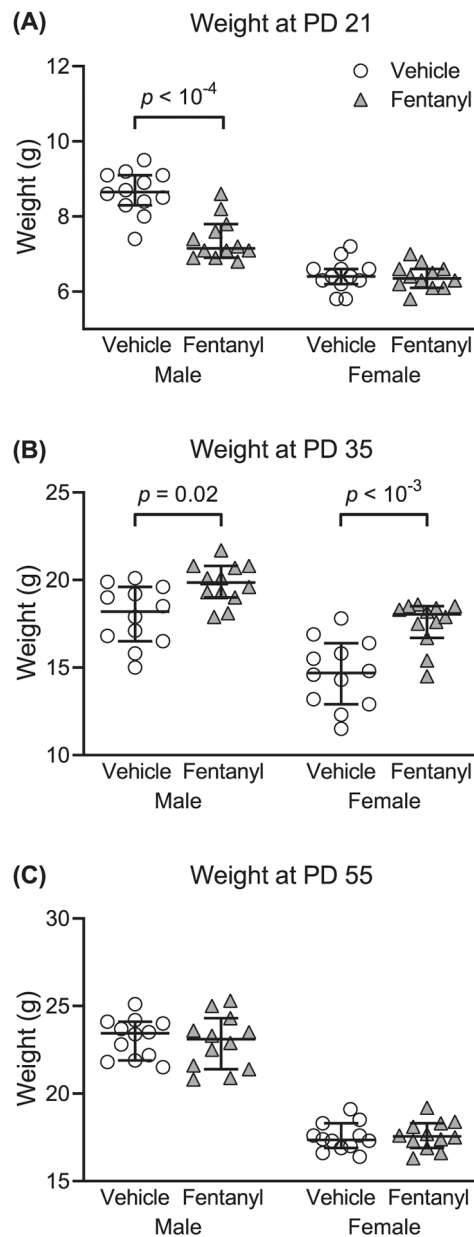 (A) Weight at PD 21
12
10
8
6
Weight (g)
p < 10⁻⁴
Vehicle
Fentanyl
Vehicle Fentanyl Vehicle Fentanyl
Male Female
(B) Weight at PD 35
25
20
15
10
Weight (g)
p = 0.02
p < 10⁻³
Vehicle Fentanyl Vehicle Fentanyl
Male Female
(C) Weight at PD 55
30
25
20
15
Weight (g)
Vehicle Fentanyl Vehicle Fentanyl
Male Female